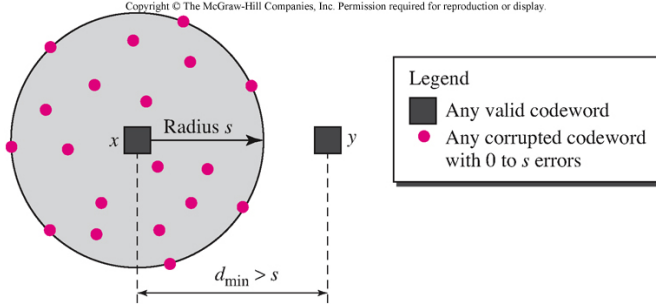 Copyright © The McGraw-Hill Companies, Inc. Permission required for reproduction or display.
Legend
Any valid codeword
Any corrupted codeword
with 0 to s errors
Radius s
x
y
d_min > s